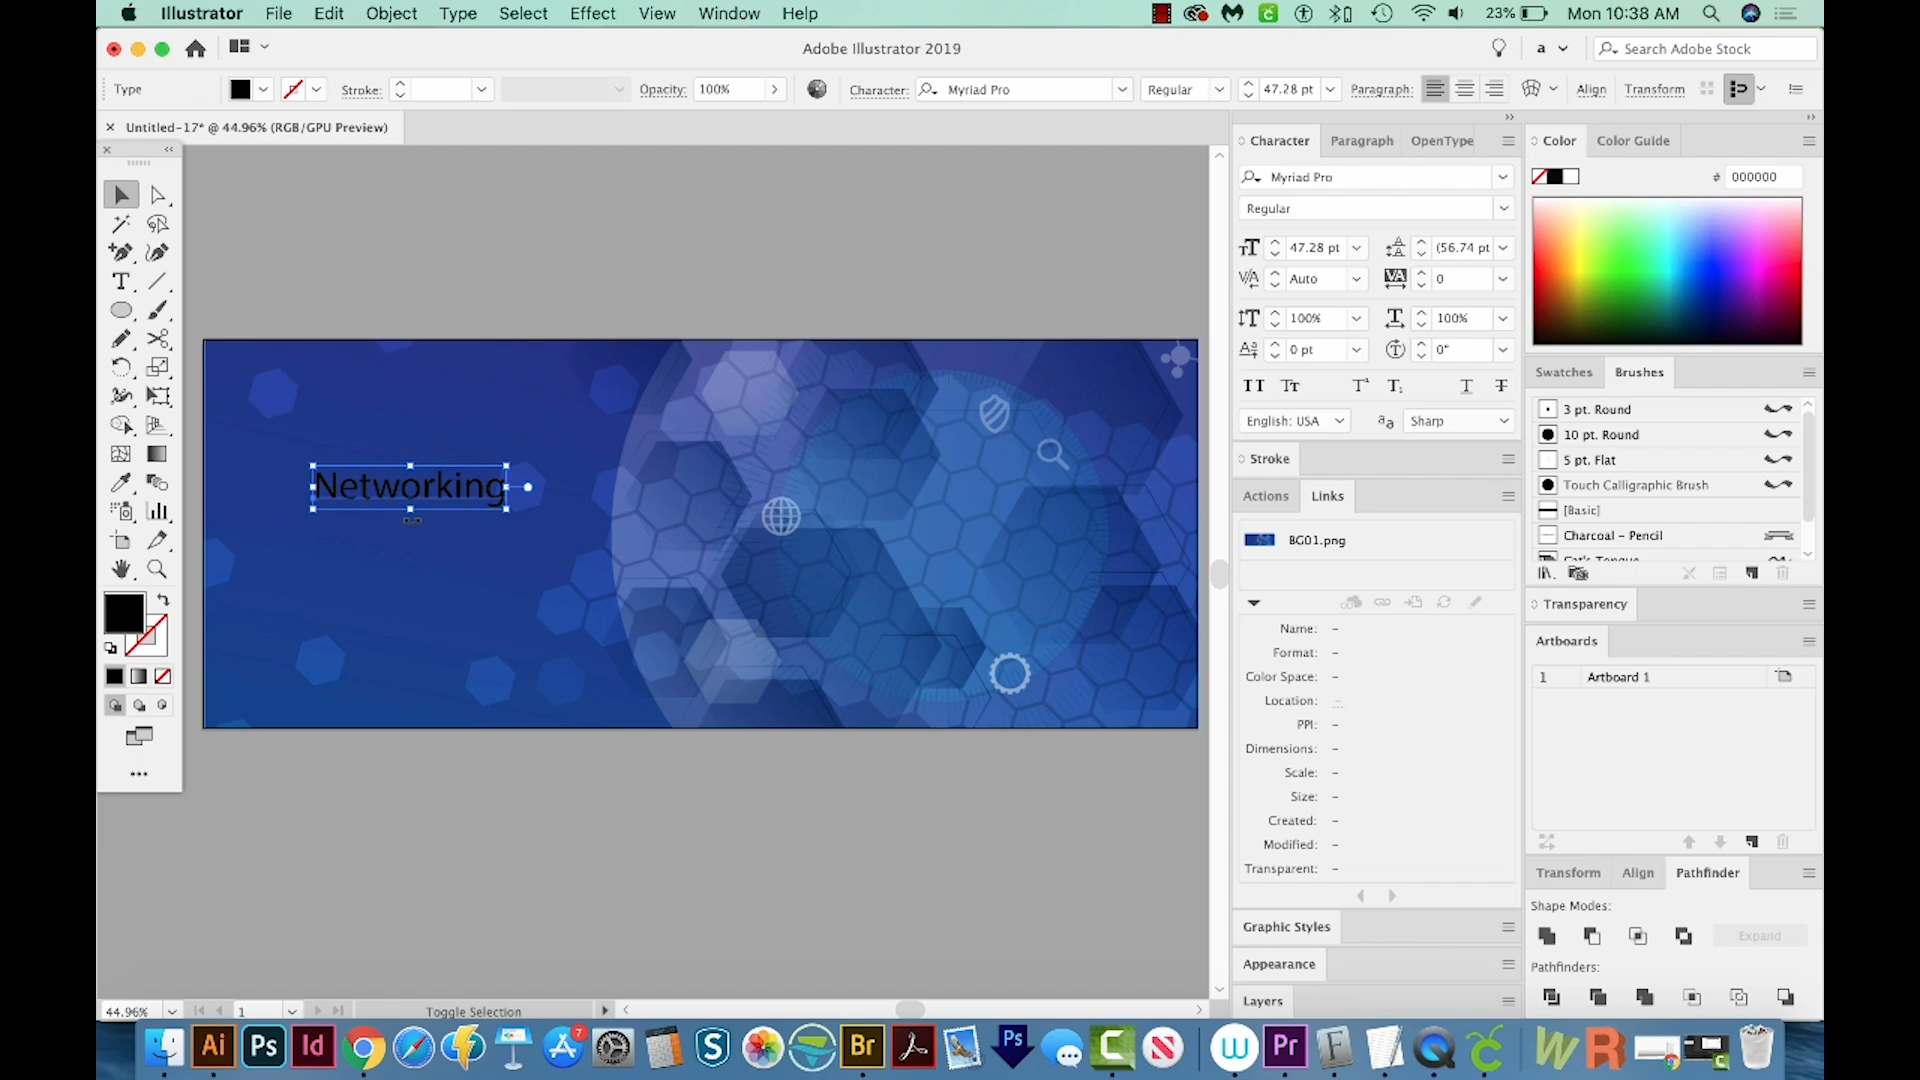 Illustrator File Edit Object Type Select Effect View Window Help
23% Mon 10:38 AM
Adobe Illustrator 2019
a
Search Adobe Stock
Type Stroke: Opacity: 100% Character: Myriad Pro Regular 47.28 pt Paragraph: Align Transform
Untitled-17* @ 44.96% (RGB/GPU Preview)
Networking
Character Paragraph OpenType
Myriad Pro
Regular
47.28 pt (56.74 pt
Auto 0
100% 100%
0 pt 0°
English: USA Sharp
Stroke
Actions Links
BG01.png
Name: –
Format: –
Color Space: –
Location: –
PPI: –
Dimensions: –
Scale: –
Size: –
Created: –
Modified: –
Transparent: –
Graphic Styles
Appearance
Layers
Color Color Guide
# 000000
Swatches Brushes
3 pt. Round
10 pt. Round
5 pt. Flat
Touch Calligraphic Brush
[Basic]
Charcoal – Pencil
Transparency
Artboards
1 Artboard 1
Transform Align Pathfinder
Shape Modes:
Expand
Pathfinders:
44.96% 1 Toggle Selection
Ai Ps Id 7 S Br Ps C N W Pr F